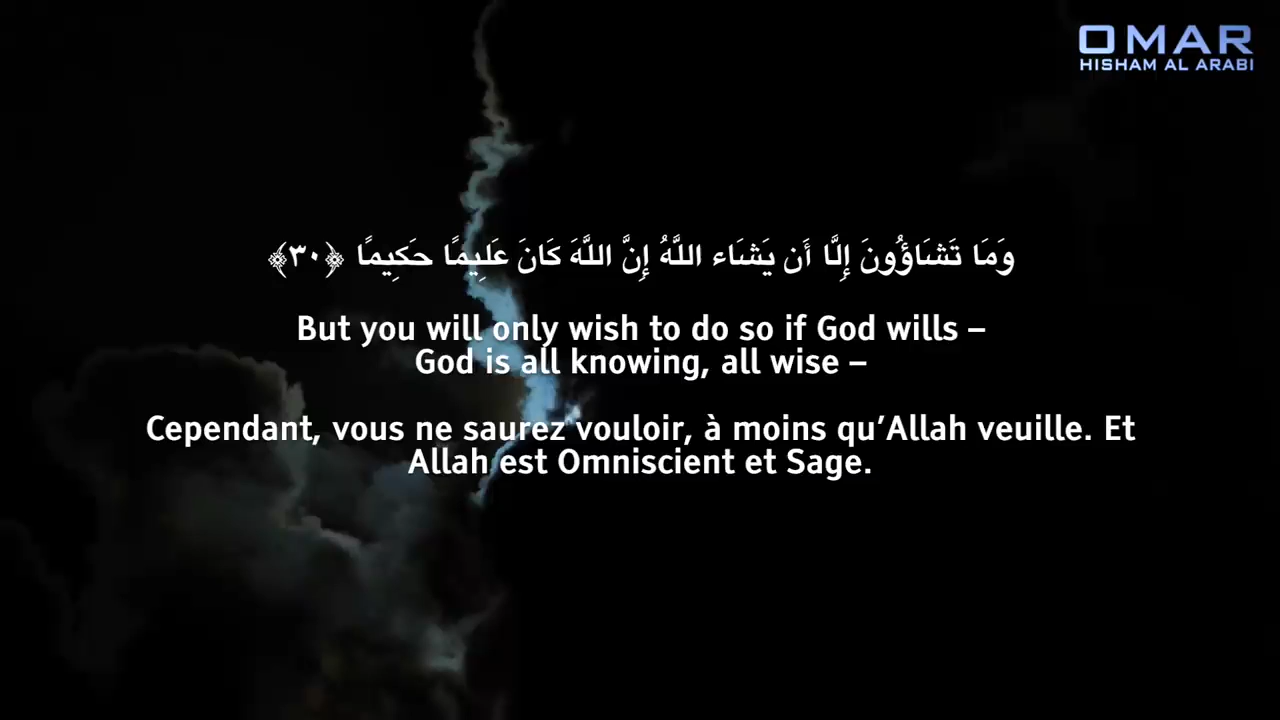 OMAR
HISHAM AL ARABI
وَمَا تَشَاؤُونَ إِلَّا أَن يَشَاء اللَّهُ إِنَّ اللَّهَ كَانَ عَلِيمًا حَكِيمًا ﴿٣٠﴾
But you will only wish to do so if God wills –
God is all knowing, all wise –
Cependant, vous ne saurez vouloir, à moins qu’Allah veuille. Et
Allah est Omniscient et Sage.